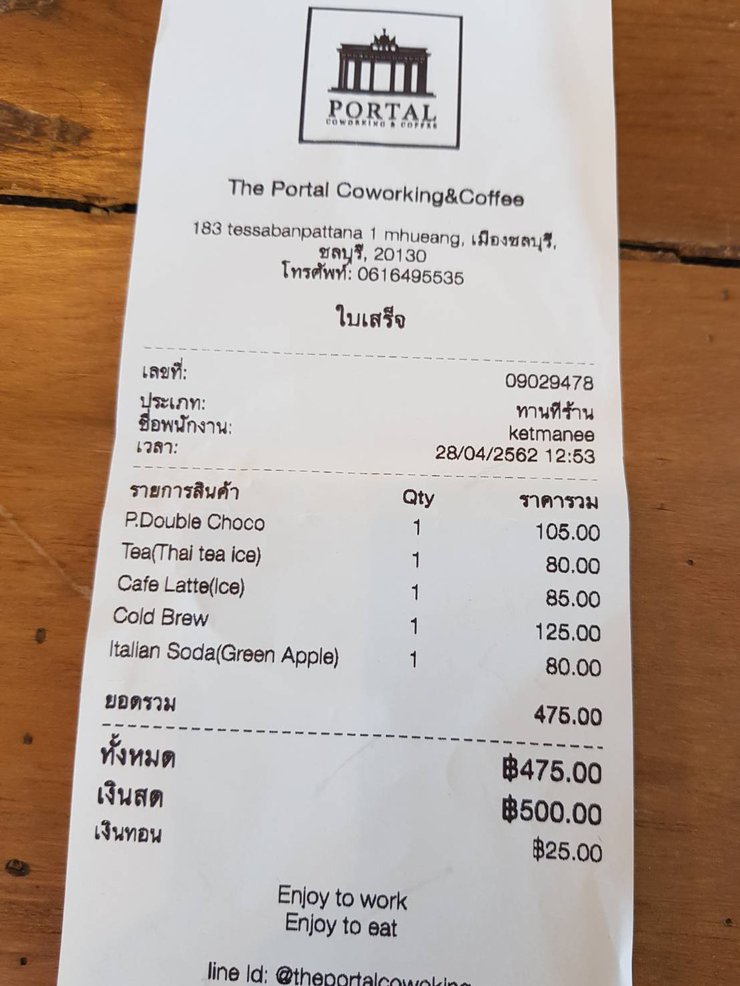 PORTAL
COWORKING & COFFEE
The Portal Coworking&Coffee
183 tessabanpattana 1 mhueang, เมืองชลบุรี,
ชลบุรี, 20130
โทรศัพท์: 0616495535
ใบเสร็จ
เลขที่: 09029478
ประเภท: ทานที่ร้าน
ชื่อพนักงาน: ketmanee
เวลา: 28/04/2562 12:53
รายการสินค้า Qty ราคารวม
P.Double Choco 1 105.00
Tea(Thai tea ice) 1 80.00
Cafe Latte(Ice) 1 85.00
Cold Brew 1 125.00
Italian Soda(Green Apple) 1 80.00
ยอดรวม 475.00
ทั้งหมด ฿475.00
เงินสด ฿500.00
เงินทอน ฿25.00
Enjoy to work
Enjoy to eat
line Id: @theportalcowoking